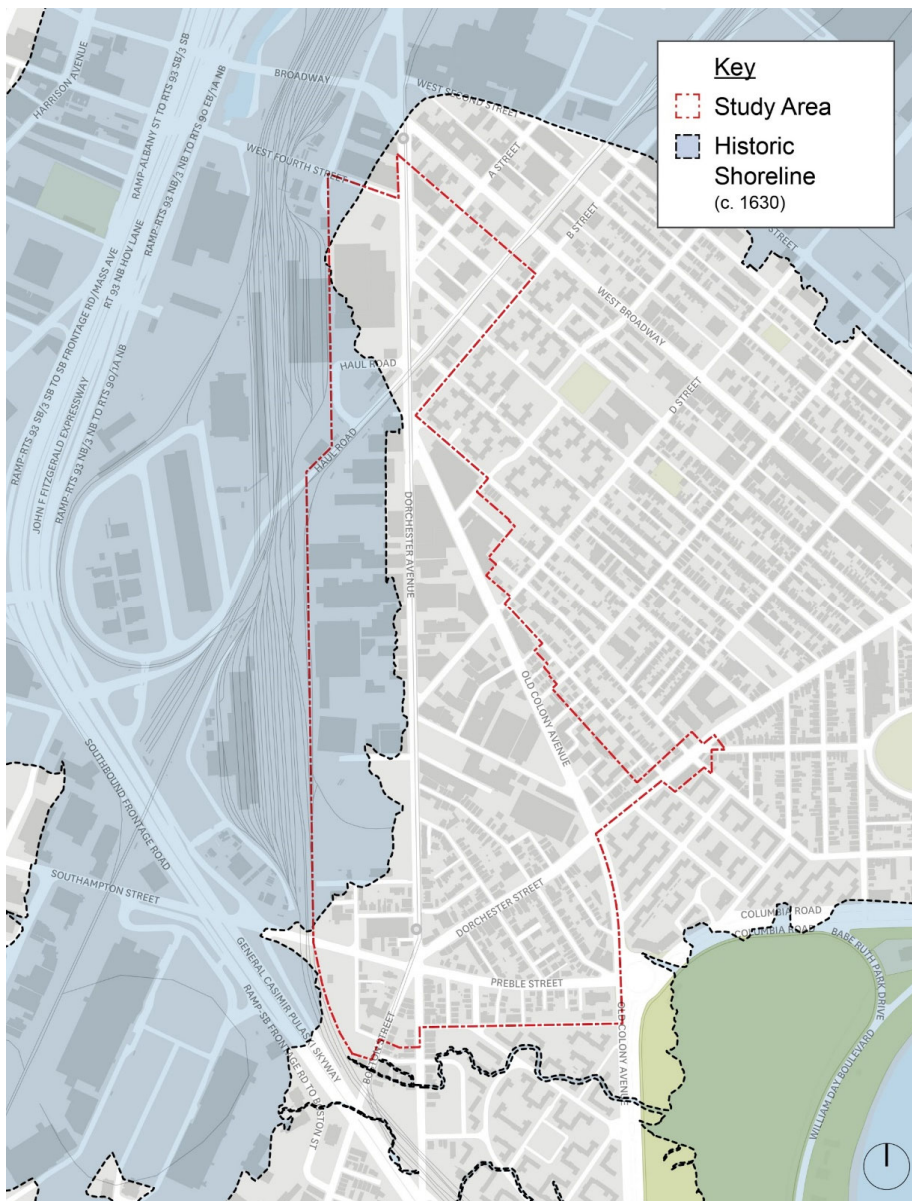 Key
Study Area
Historic
Shoreline
(c. 1630)
HARRISON AVENUE
RAMP-ALBANY ST TO RTS 93 SB/3 SB
BROADWAY
WEST SECOND STREET
WEST FOURTH STREET
A STREET
B STREET
WEST BROADWAY
D STREET
RAMP-RTS 93 SB/3 SB TO SB FRONTAGE RD/MASS AVE
RT 93 NB HOV LANE
RAMP-RTS 93 NB/3 NB TO RTS 90 EB/1A NB
HAUL ROAD
HAUL ROAD
JOHN F FITZGERALD EXPRESSWAY
RAMP-RTS 93 NB/3 NB TO RTS 90/1A NB
DORCHESTER AVENUE
OLD COLONY AVENUE
SOUTHBOUND FRONTAGE ROAD
SOUTHAMPTON STREET
DORCHESTER STREET
COLUMBIA ROAD
COLUMBIA ROAD
BABE RUTH PARK DRIVE
PREBLE STREET
GENERAL CASIMIR PULASKI SKYWAY
RAMP-SB FRONTAGE RD TO BOSTON ST
BOSTON STREET
OLD COLONY AVENUE
WILLIAM DAY BOULEVARD